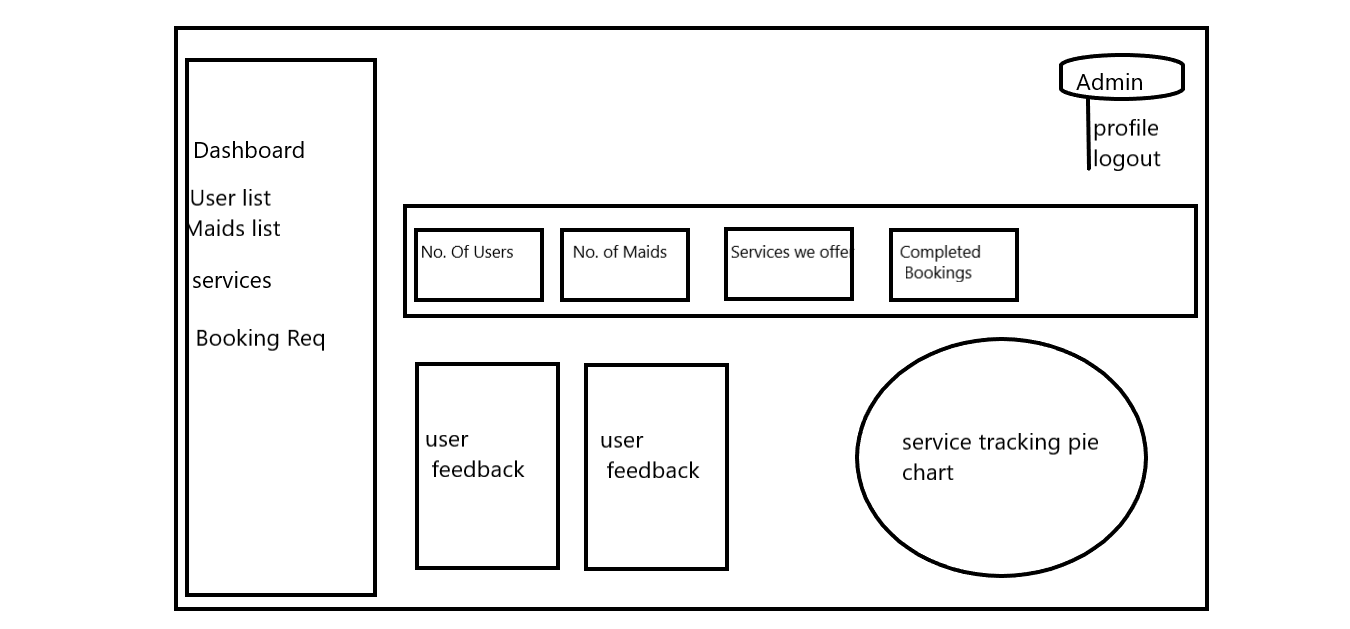 Admin
profile
logout
Dashboard
User list
Maids list
services
Booking Req
No. Of Users
No. of Maids
Services we offer
Completed
Bookings
user
feedback
user
feedback
service tracking pie
chart